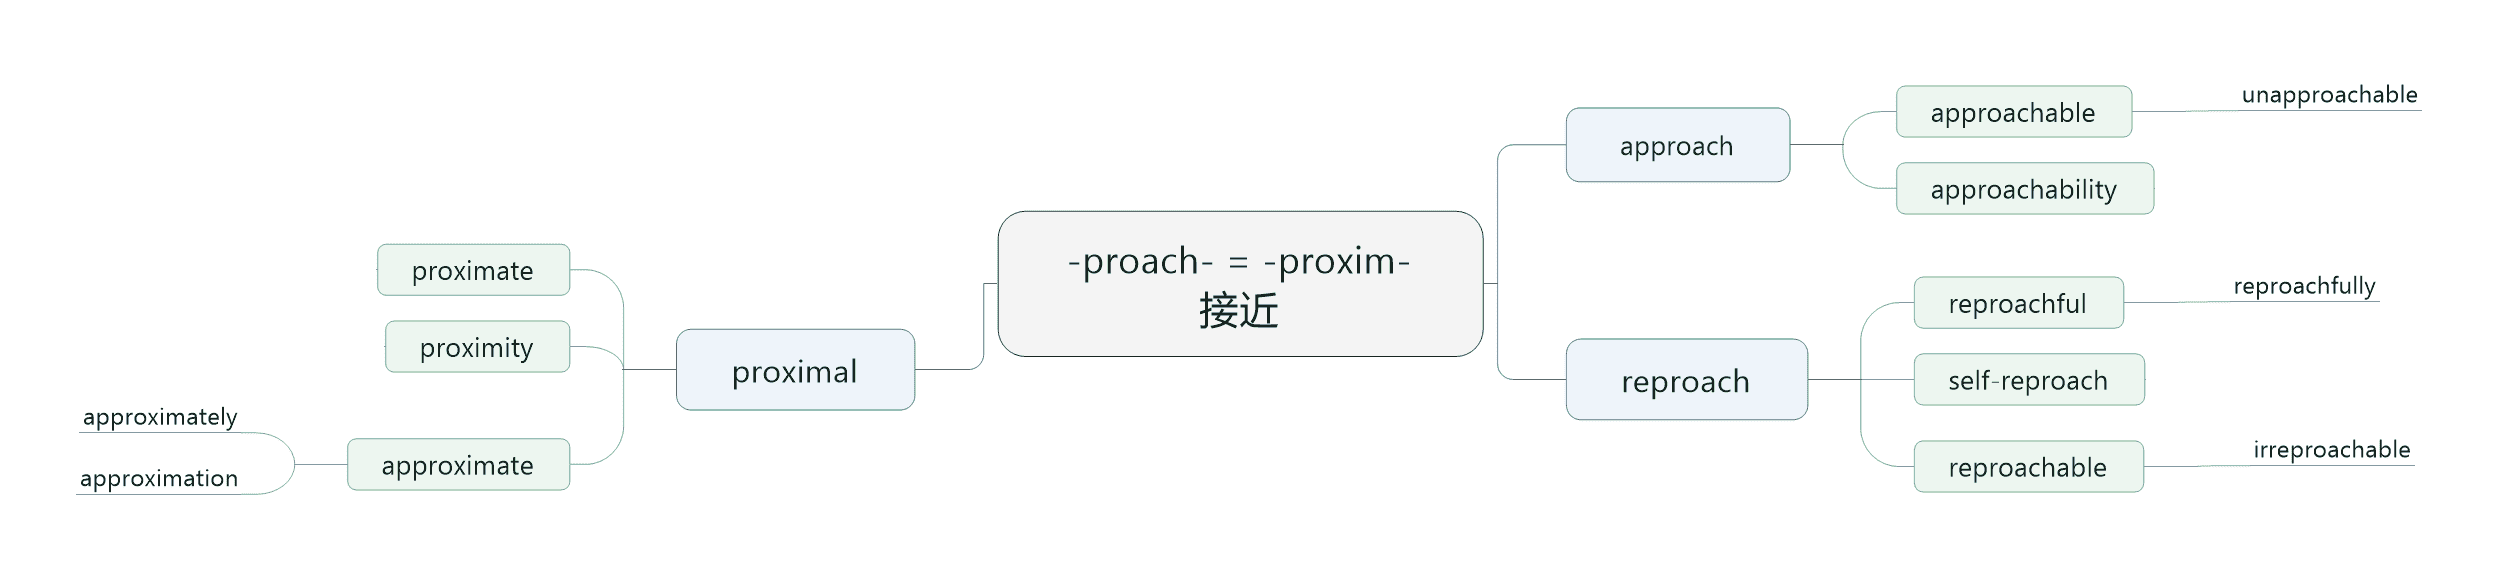 -proach- = -proxim-
接近
approach
approachable
unapproachable
approachability
reproach
reproachful
reproachfully
self-reproach
reproachable
irreproachable
proximal
proximate
proximity
approximate
approximately
approximation